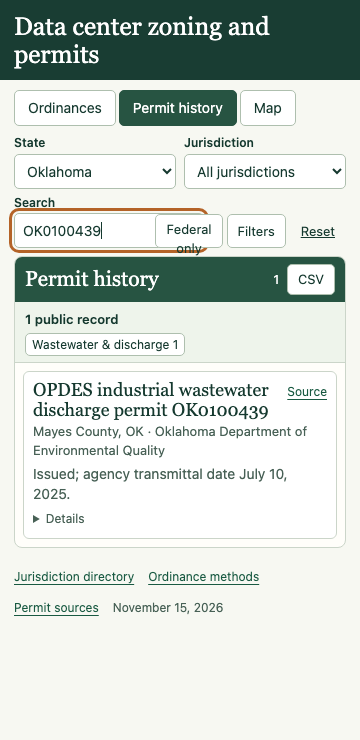 Data center zoning and
permits
Ordinances
Permit history
Map
State
Jurisdiction
Oklahoma
All jurisdictions
Search
OK0100439
Federal
only
Filters
Reset
Permit history
1
CSV
1 public record
Wastewater & discharge 1
OPDES industrial wastewater
discharge permit OK0100439
Source
Mayes County, OK · Oklahoma Department of
Environmental Quality
Issued; agency transmittal date July 10,
2025.
Details
Jurisdiction directory
Ordinance methods
Permit sources
November 15, 2026